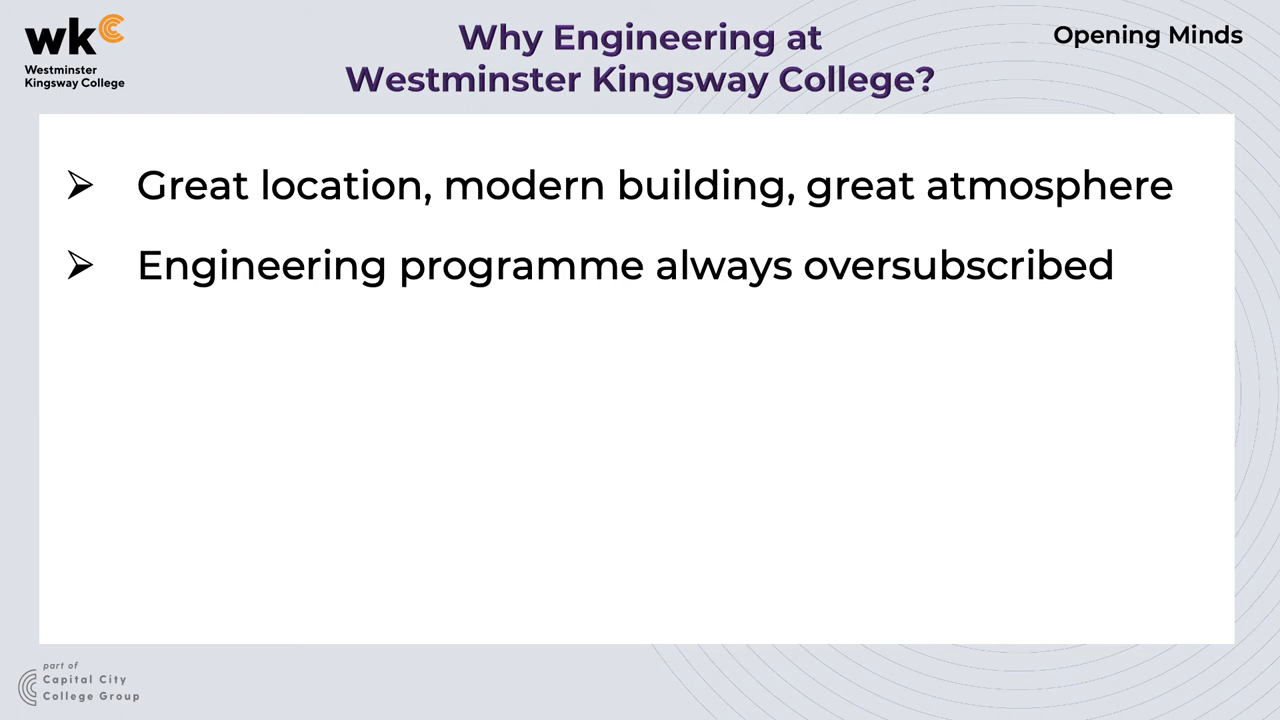 wkc
Westminster
Kingsway College
Why Engineering at
Westminster Kingsway College?
Opening Minds
➢ Great location, modern building, great atmosphere
➢ Engineering programme always oversubscribed
part of
Capital City
College Group